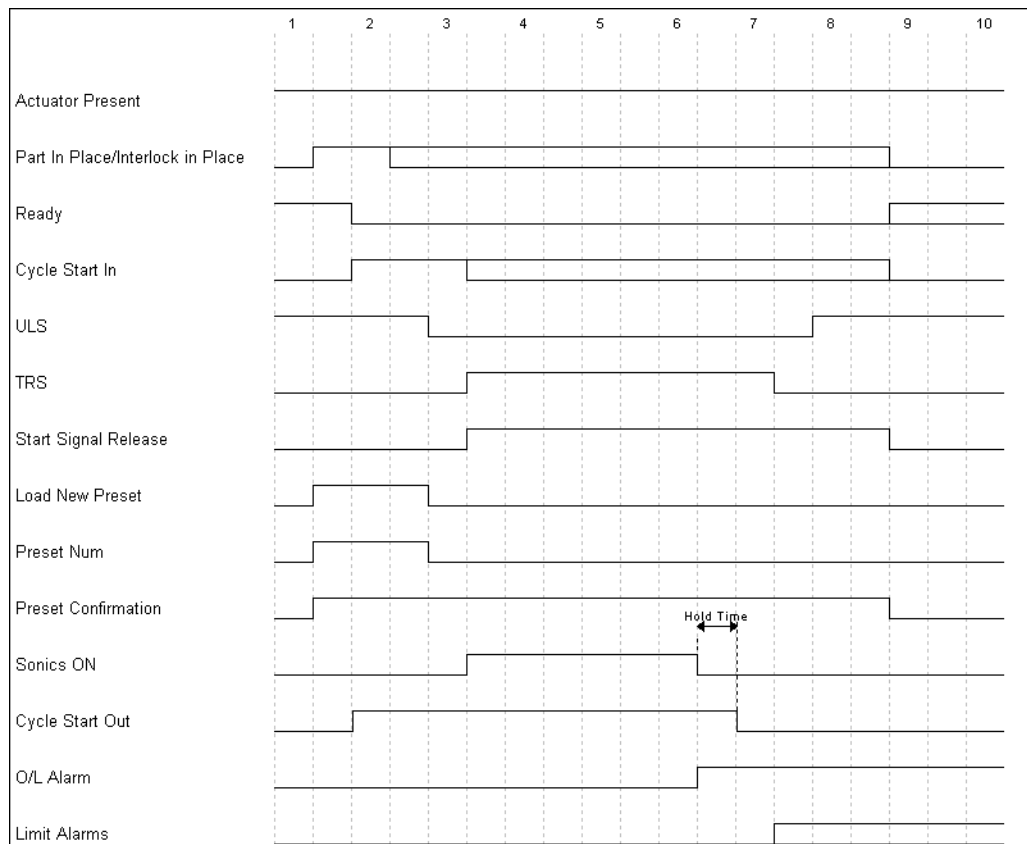 1 2 3 4 5 6 7 8 9 10
Actuator Present
Part In Place/Interlock in Place
Ready
Cycle Start In
ULS
TRS
Start Signal Release
Load New Preset
Preset Num
Preset Confirmation
Hold Time
Sonics ON
Cycle Start Out
O/L Alarm
Limit Alarms